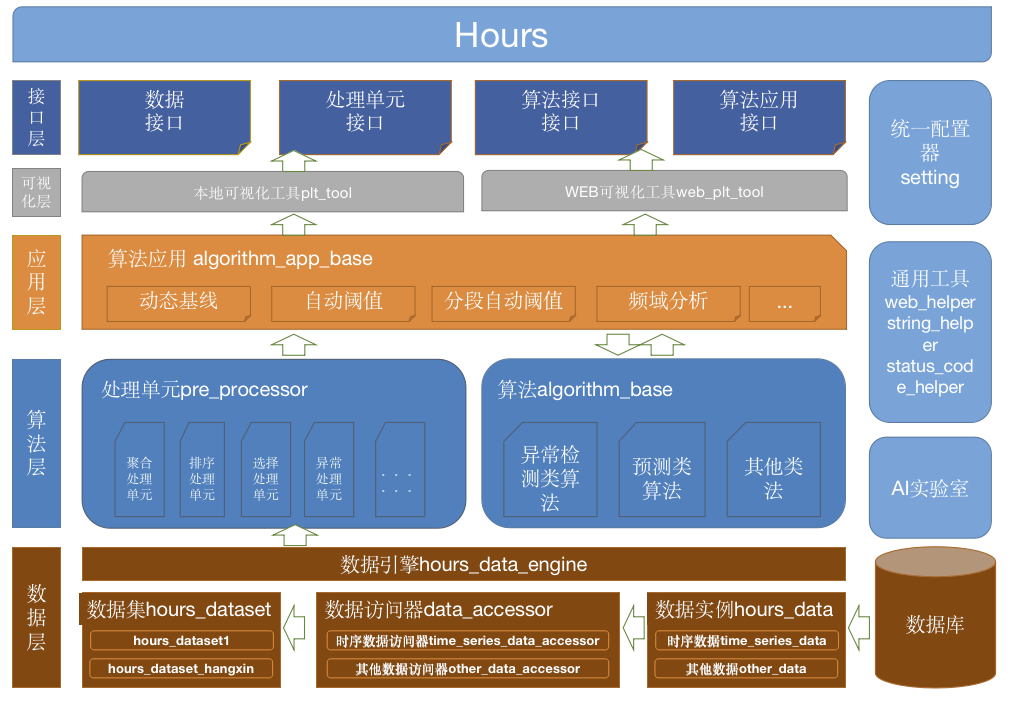 Hours
接
口
层
数据
接口
处理单元
接口
算法接口
接口
算法应用
接口
统一配置
器
setting
可视
化层
本地可视化工具plt_tool
WEB可视化工具web_plt_tool
应
用
层
算法应用 algorithm_app_base
动态基线
自动阈值
分段自动阈值
频域分析
...
通用工具
web_helper
string_help
er
status_cod
e_helper
算
法
层
处理单元pre_processor
聚合
处理
单元
排序
处理
单元
选择
处理
单元
异常
处理
单元
. . .
. . .
算法algorithm_base
异常检
测类算
法
预测类
算法
其他类
法
AI实验室
数
据
层
数据引擎hours_data_engine
数据集hours_dataset
hours_dataset1
hours_dataset_hangxin
数据访问器data_accessor
时序数据访问器time_series_data_accessor
其他数据访问器other_data_accessor
数据实例hours_data
时序数据time_series_data
其他数据other_data
数据库